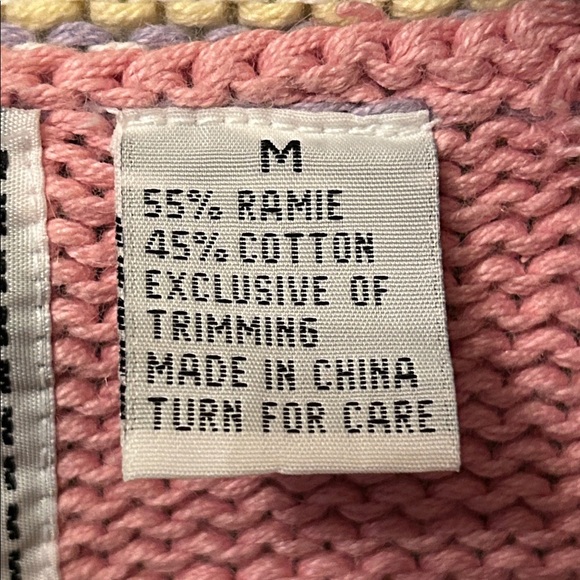 M
55% RAMIE
45% COTTON
EXCLUSIVE OF
TRIMMING
MADE IN CHINA
TURN FOR CARE